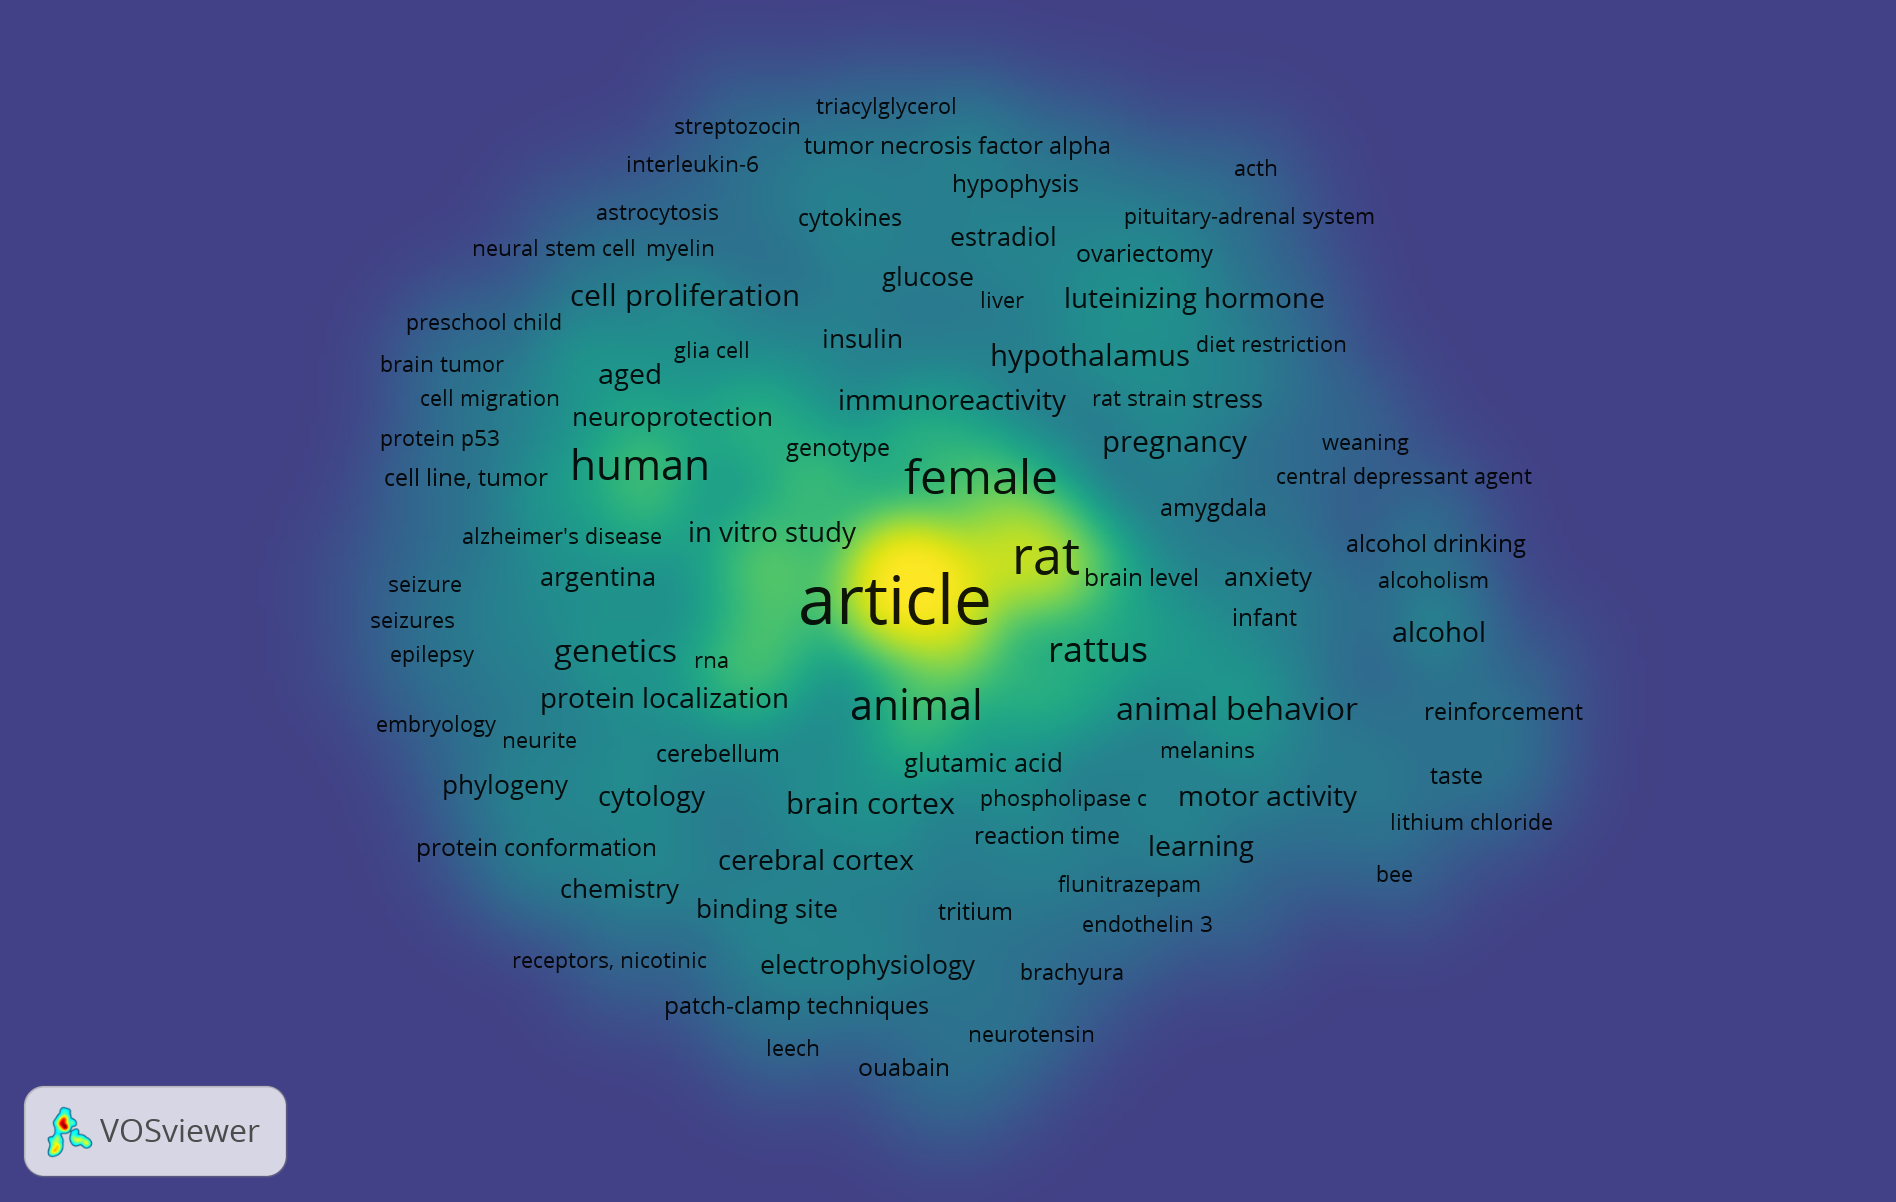 triacylglycerol
streptozocin
tumor necrosis factor alpha
interleukin-6
acth
hypophysis
astrocytosis
cytokines
pituitary-adrenal system
estradiol
neural stem cell
myelin
ovariectomy
glucose
cell proliferation
liver
luteinizing hormone
preschool child
insulin
diet restriction
glia cell
hypothalamus
brain tumor
aged
cell migration
immunoreactivity
rat strain
stress
neuroprotection
protein p53
genotype
pregnancy
weaning
human
cell line, tumor
female
central depressant agent
amygdala
alzheimer's disease
in vitro study
alcohol drinking
rat
argentina
brain level
anxiety
alcoholism
seizure
article
infant
seizures
alcohol
epilepsy
genetics
rna
rattus
protein localization
animal
animal behavior
reinforcement
embryology
neurite
cerebellum
melanins
glutamic acid
taste
phylogeny
cytology
brain cortex
phospholipase c
motor activity
lithium chloride
reaction time
protein conformation
cerebral cortex
learning
bee
chemistry
flunitrazepam
binding site
tritium
endothelin 3
receptors, nicotinic
electrophysiology
brachyura
patch-clamp techniques
neurotensin
leech
ouabain
VOSviewer